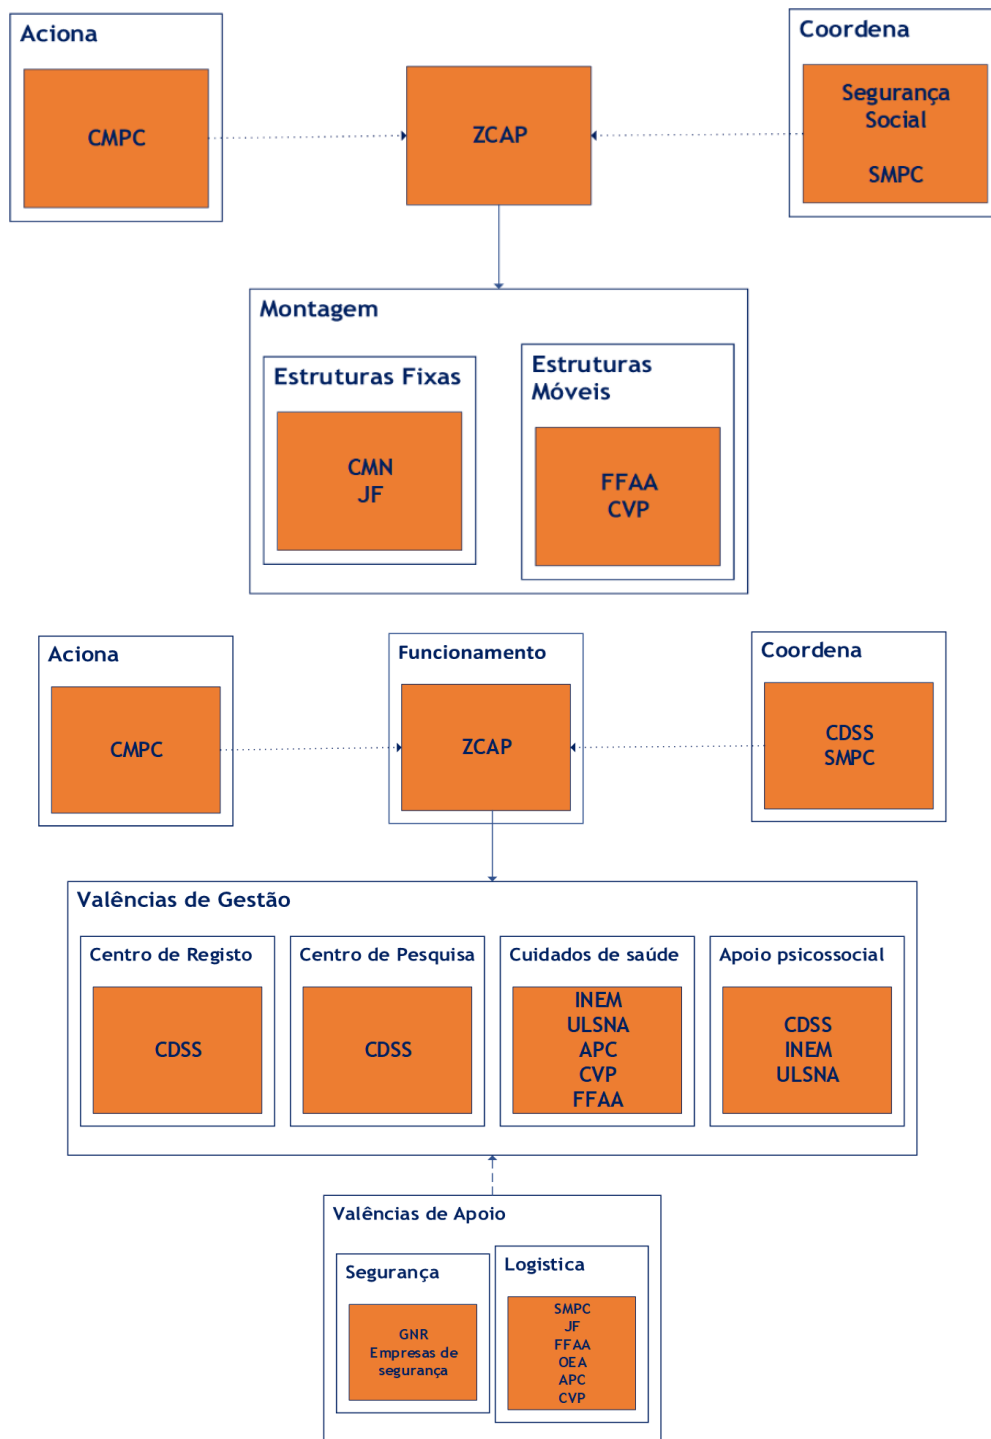 Aciona
CMPC
ZCAP
Coordena
Segurança
Social
SMPC
Montagem
Estruturas Fixas
CMN
JF
Estruturas
Móveis
FFAA
CVP
Aciona
CMPC
Funcionamento
ZCAP
Coordena
CDSS
SMPC
Valências de Gestão
Centro de Registo
CDSS
Centro de Pesquisa
CDSS
Cuidados de saúde
INEM
ULSNA
APC
CVP
FFAA
Apoio psicossocial
CDSS
INEM
ULSNA
Valências de Apoio
Segurança
GNR
Empresas de
segurança
Logistica
SMPC
JF
FFAA
OEA
APC
CVP